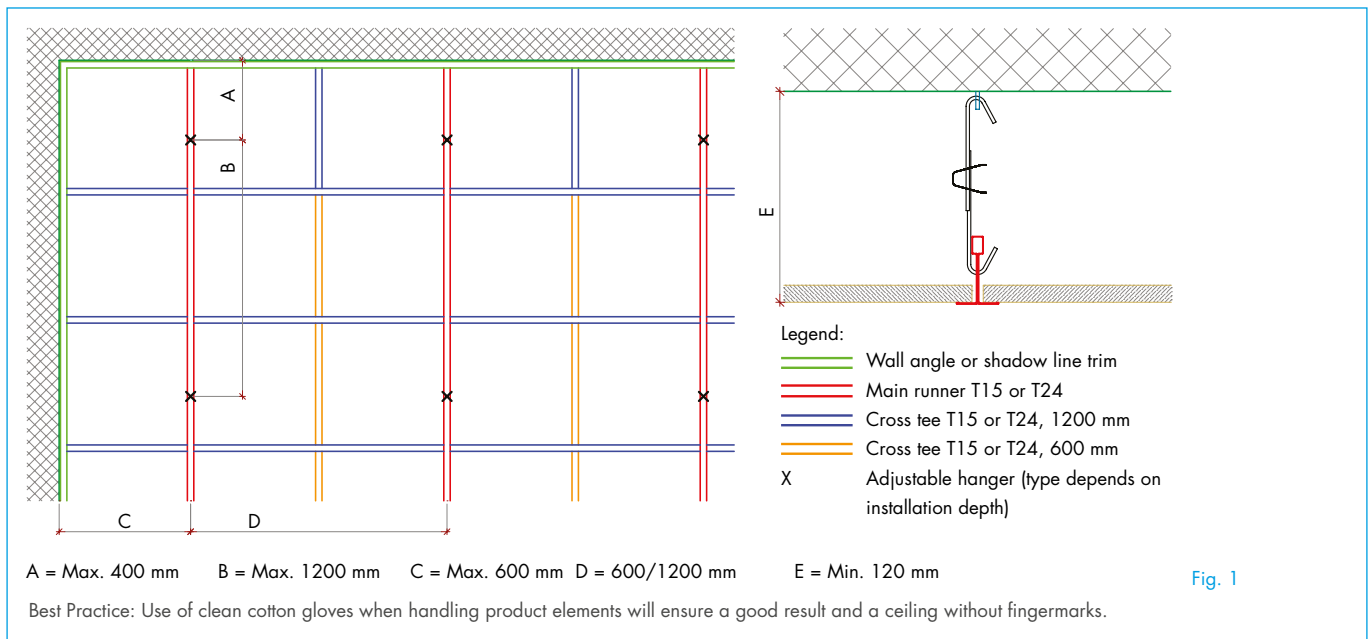 A
B
C
D
E
Legend:
Wall angle or shadow line trim
Main runner T15 or T24
Cross tee T15 or T24, 1200 mm
Cross tee T15 or T24, 600 mm
X Adjustable hanger (type depends on
installation depth)
A = Max. 400 mm B = Max. 1200 mm C = Max. 600 mm D = 600/1200 mm E = Min. 120 mm
Fig. 1
Best Practice: Use of clean cotton gloves when handling product elements will ensure a good result and a ceiling without fingermarks.